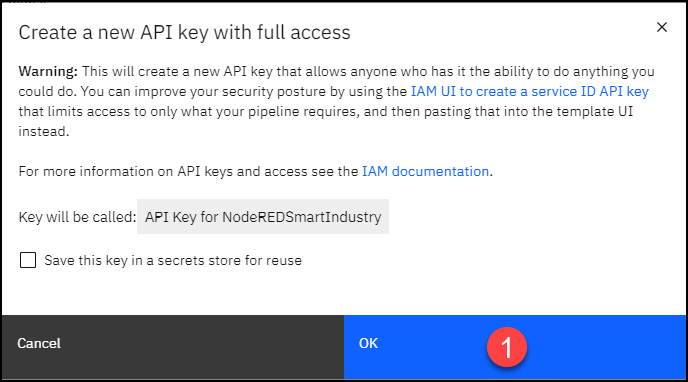 Create a new API key with full access
Warning: This will create a new API key that allows anyone who has it the ability to do anything you
could do. You can improve your security posture by using the IAM UI to create a service ID API key
that limits access to only what your pipeline requires, and then pasting that into the template UI
instead.
For more information on API keys and access see the IAM documentation.
Key will be called: API Key for NodeREDSmartIndustry
Save this key in a secrets store for reuse
Cancel
OK
1